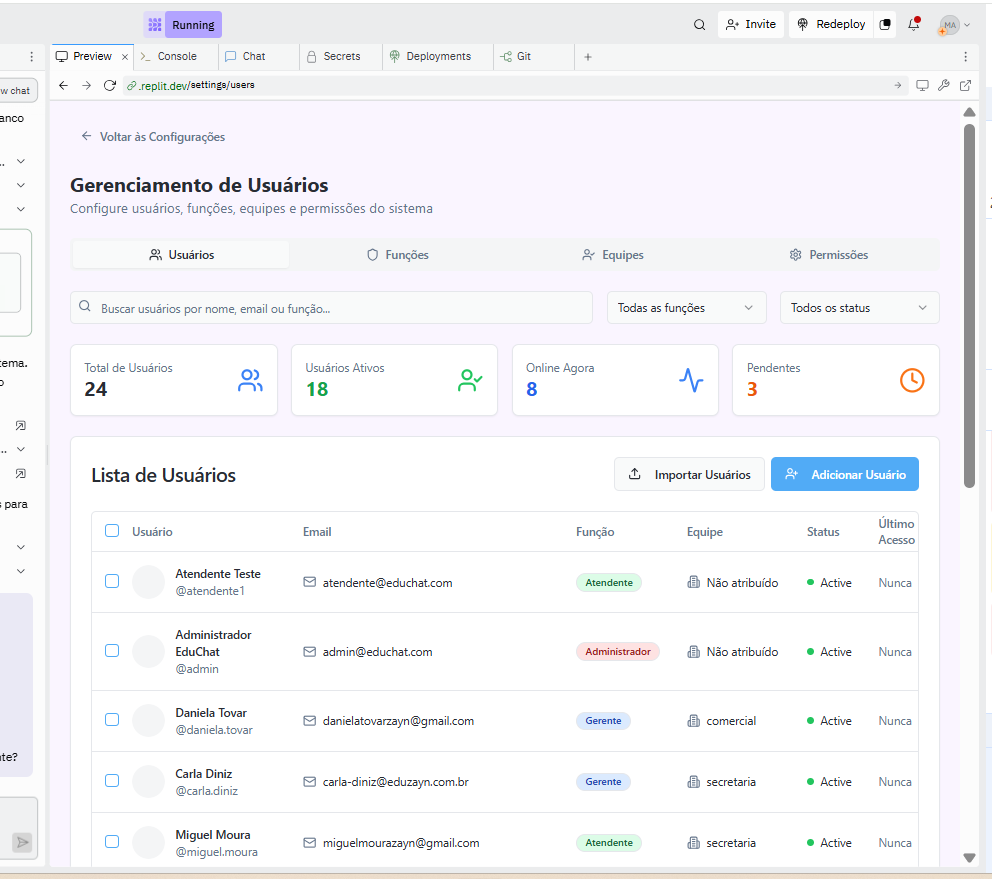 Running
Invite
Redeploy
MA
Preview
Console
Chat
Secrets
Deployments
Git
w chat
.replit.dev/settings/users
anco
ema.
o
s para
te?
Voltar às Configurações
Gerenciamento de Usuários
Configure usuários, funções, equipes e permissões do sistema
Usuários
Funções
Equipes
Permissões
Buscar usuários por nome, email ou função...
Todas as funções
Todos os status
Total de Usuários
24
Usuários Ativos
18
Online Agora
8
Pendentes
3
Lista de Usuários
Importar Usuários
Adicionar Usuário
Usuário Email Função Equipe Status Último
Acesso
Atendente Teste
@atendente1
atendente@educhat.com
Atendente
Não atribuído
Active
Nunca
Administrador
EduChat
@admin
admin@educhat.com
Administrador
Não atribuído
Active
Nunca
Daniela Tovar
@daniela.tovar
danielatovarzayn@gmail.com
Gerente
comercial
Active
Nunca
Carla Diniz
@carla.diniz
carla-diniz@eduzayn.com.br
Gerente
secretaria
Active
Nunca
Miguel Moura
@miguel.moura
miguelmourazayn@gmail.com
Atendente
secretaria
Active
Nunca